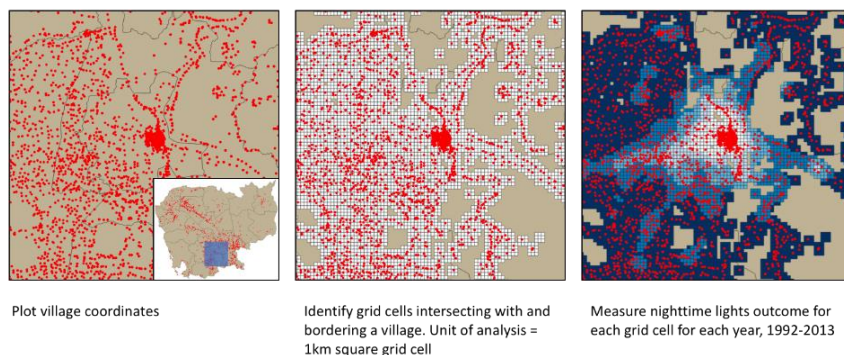 Plot village coordinates
Identify grid cells intersecting with and
bordering a village. Unit of analysis =
1km square grid cell
Measure nighttime lights outcome for
each grid cell for each year, 1992-2013